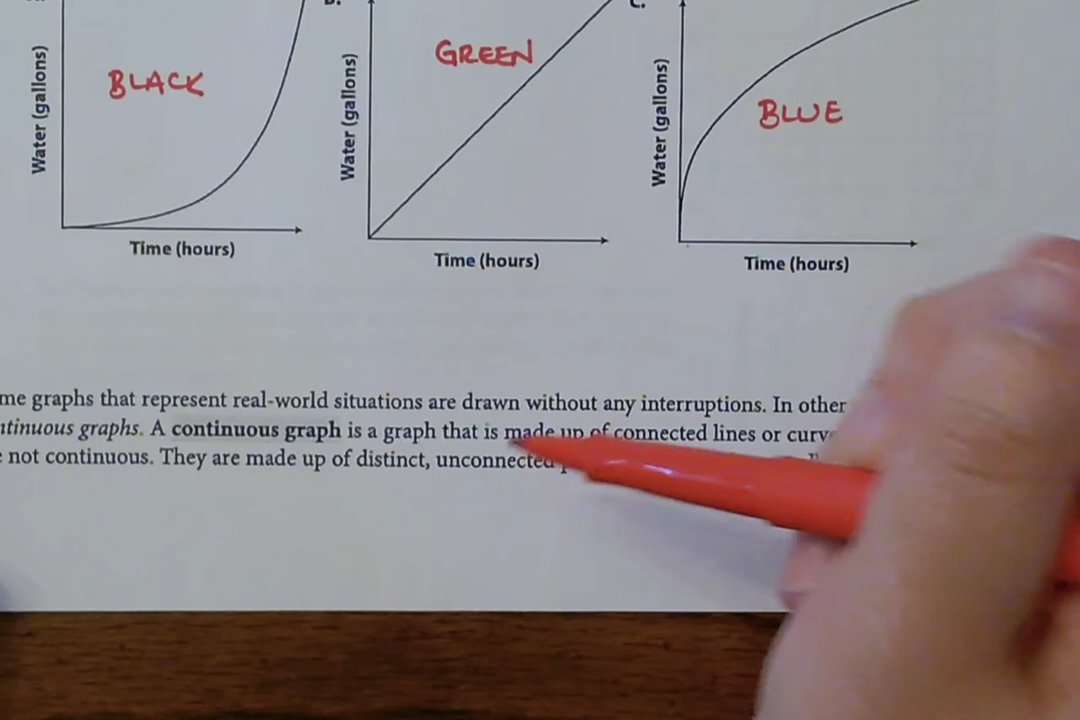 B.
C.
Water (gallons)
BLACK
Time (hours)
Water (gallons)
GREEN
Time (hours)
Water (gallons)
BLUE
Time (hours)
me graphs that represent real-world situations are drawn without any interruptions. In other
ntinuous graphs. A continuous graph is a graph that is made up of connected lines or curv
not continuous. They are made up of distinct, unconnected